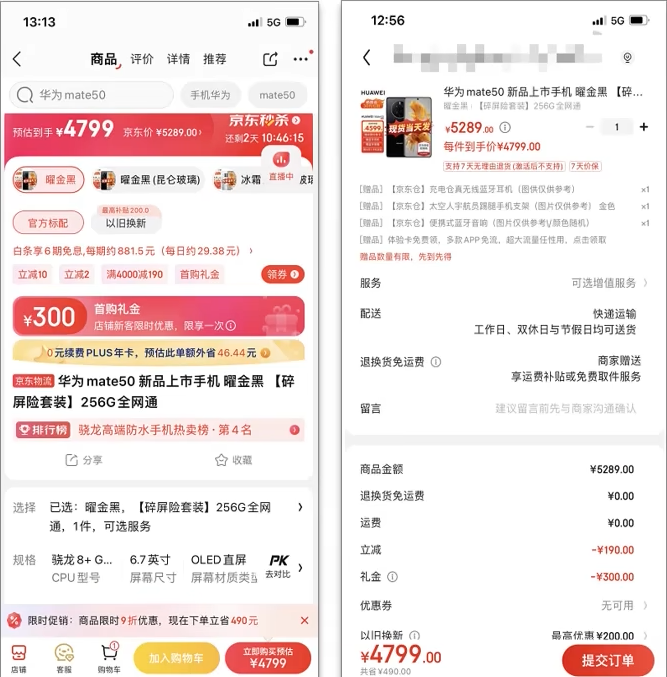 13:13
5G
商品
评价
详情
推荐
华为mate50
手机华为
mate50
京东秒杀
预估到手 ¥4799 京东价 ¥5289.00
还剩2天 10:46:15
直播中
曜金黑
曜金黑(昆仑玻璃)
冰霜
官方标配
最高补贴200.0
以旧换新
白条享6期免息,每期约881.5元(每日约29.38元)
立减10
立减2
满4000减190
首购礼金
领券
¥300
首购礼金
店铺新客限时优惠,限享一次
0元续费PLUS年卡,预估此单额外省46.44元
京东物流 华为mate50 新品上市手机 曜金黑 【碎
屏险套装】256G全网通
排行榜 骁龙高端防水手机热卖榜·第4名
分享
收藏
选择
已选:曜金黑,【碎屏险套装】256G全网
通,1件,可选服务
规格
骁龙8+ G...
6.7英寸
OLED直屏
PK
CPU型号
屏幕尺寸
屏幕材质类型
去对比
限时促销:商品限时9折优惠,现在下单立省490元
店铺
客服
1
购物车
加入购物车
立即购买预估
¥4799
12:56
5G
HUAWEI
4599
现货当天发
华为mate50 新品上市手机 曜金黑 【碎...
曜金黑 【碎屏险套装】256G全网通
¥5289.00
1
每件到手价¥4799.00
支持7天无理由退货(激活后不支持)
7天价保
[赠品] 【京东仓】充电仓真无线蓝牙耳机(图仅供参考)
×1
[赠品] 【京东仓】太空人宇航员蹲腿手机支架(图片仅供参考) 金色
×1
[赠品] 【京东仓】便携式蓝牙音响(图片仅供参考\/颜色随机)
×1
[赠品] 体验卡免费领,多款APP免流,超大流量任性用,点击领取
赠品数量有限,先到先得
服务
可选增值服务
配送
快递运输
工作日、双休日与节假日均可送货
退换货免运费
商家赠送
享运费补贴或免费取件服务
留言
建议留言前先与商家沟通确认
商品金额
¥5289.00
退换货免运费
¥0.00
运费
¥0.00
立减
-¥190.00
礼金
-¥300.00
优惠券
无可用
以旧换新
最高优惠¥200.00
¥4799.00
共省¥490.00
提交订单